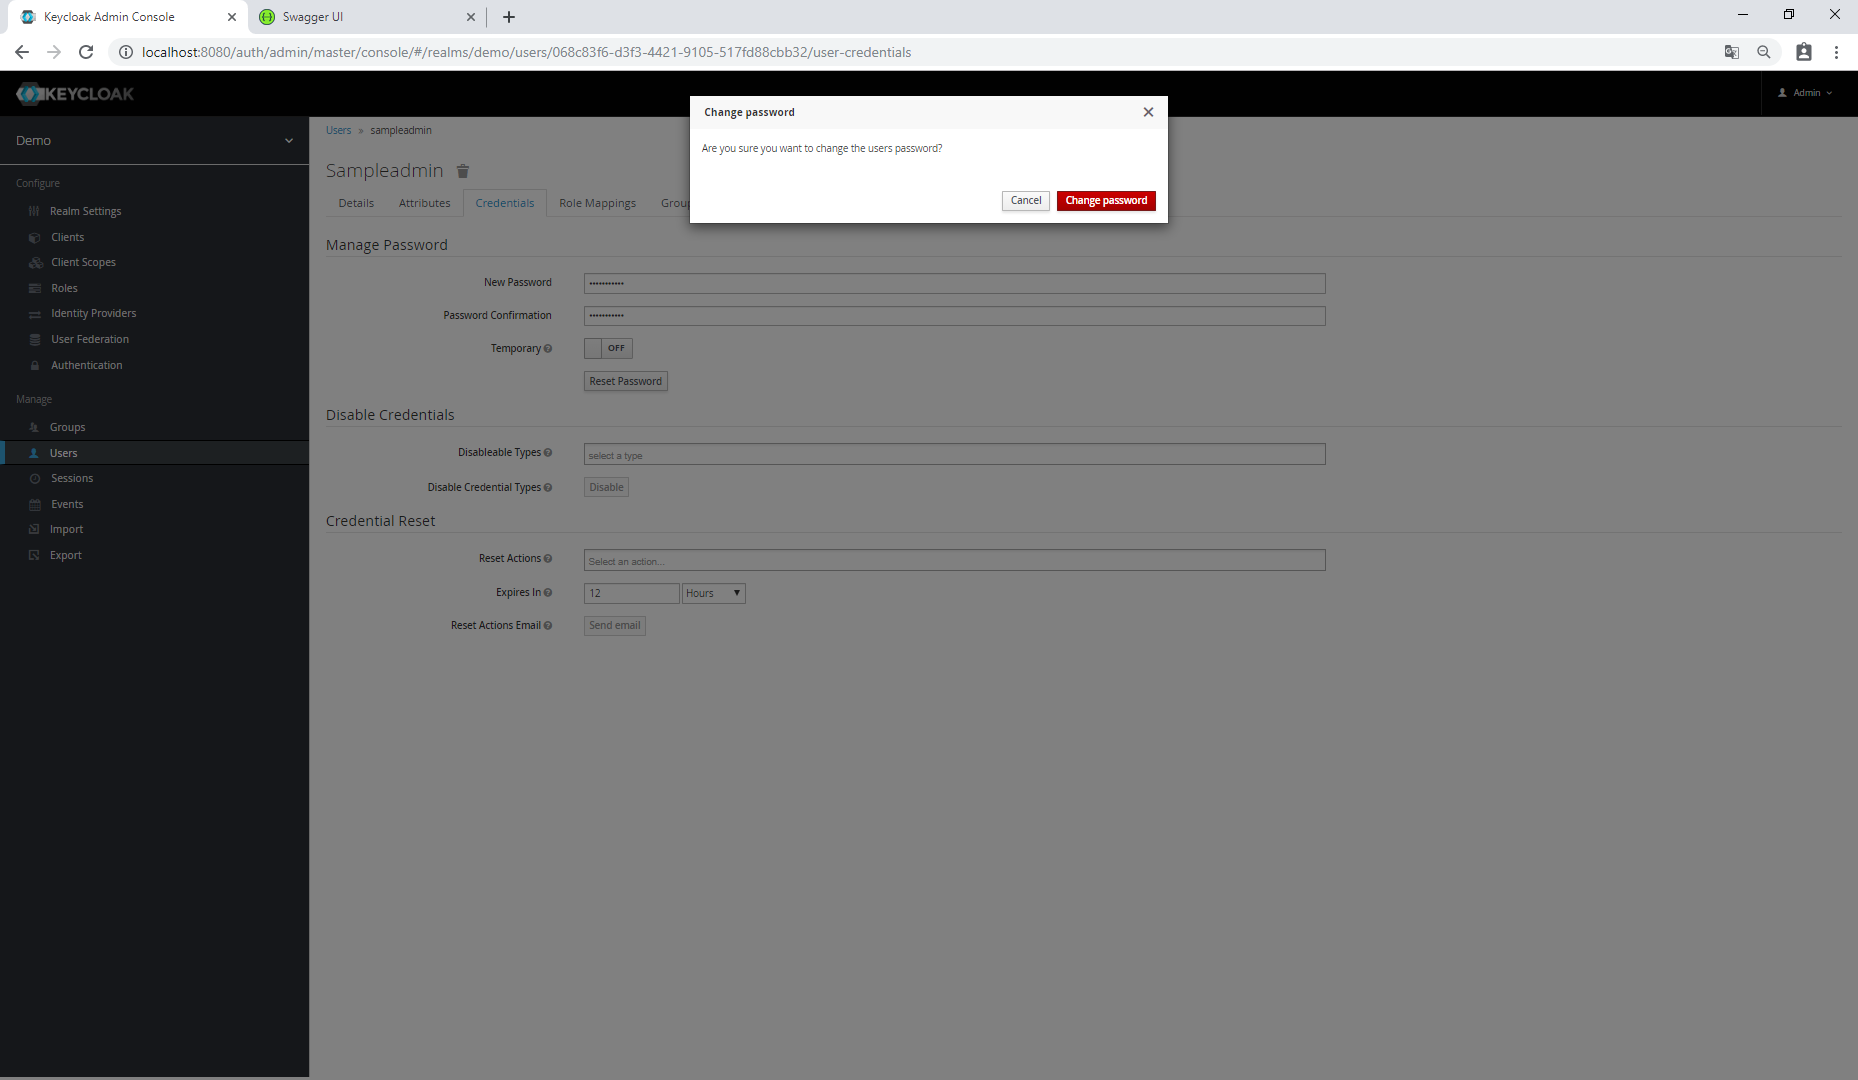 Keycloak Admin Console
Swagger UI
localhost:8080/auth/admin/master/console/#/realms/demo/users/068c83f6-d3f3-4421-9105-517fd88cbb32/user-credentials
KEYCLOAK
Admin
Change password
Are you sure you want to change the users password?
Cancel
Change password
Demo
Configure
Realm Settings
Clients
Client Scopes
Roles
Identity Providers
User Federation
Authentication
Manage
Groups
Users
Sessions
Events
Import
Export
Users » sampleadmin
Sampleadmin
Details Attributes Credentials Role Mappings Grou
Manage Password
New Password
Password Confirmation
Temporary OFF
Reset Password
Disable Credentials
Disableable Types select a type
Disable Credential Types Disable
Credential Reset
Reset Actions Select an action...
Expires In 12 Hours
Reset Actions Email Send email